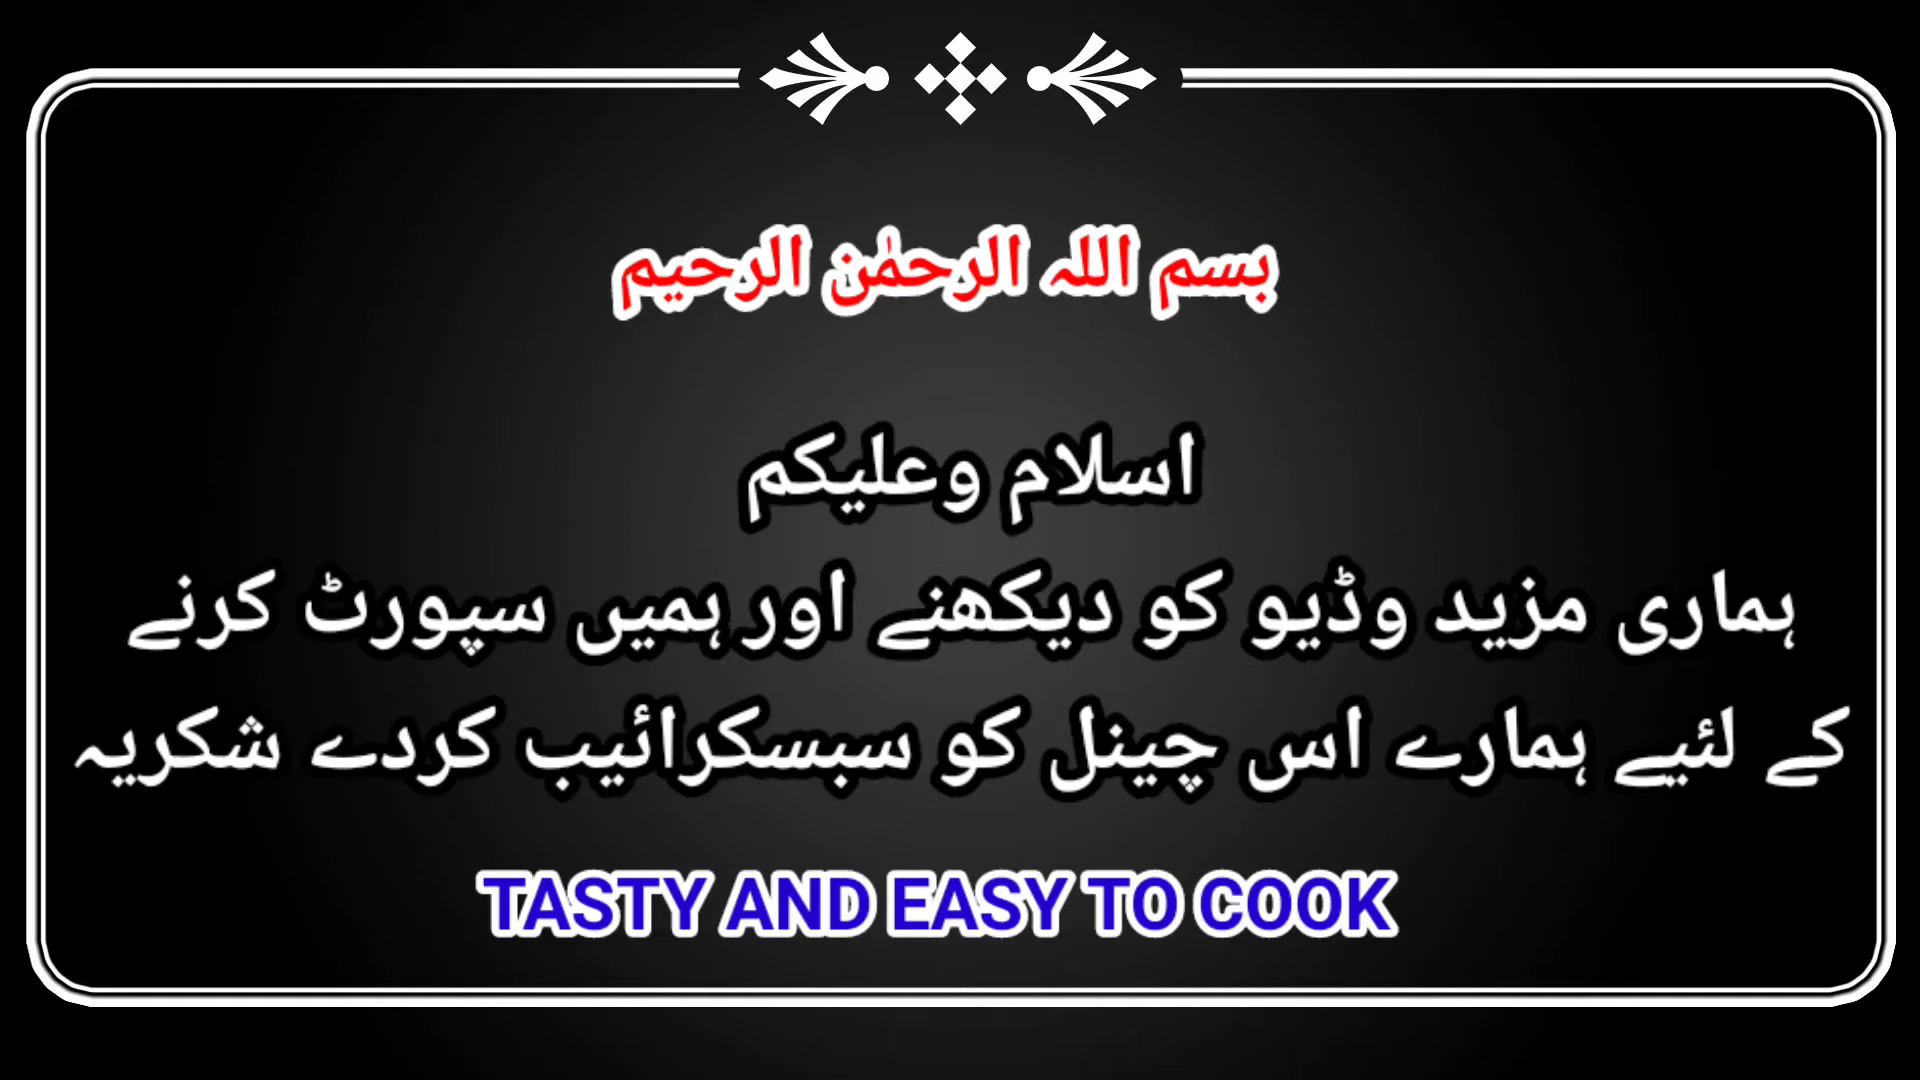 بسم اللہ الرحمٰن الرحیم
اسلام وعلیکم
ہماری مزید وڈیو کو دیکھنے اور ہمیں سپورٹ کرنے
کے لئیے ہمارے اس چینل کو سبسکرائیب کردے شکریہ
TASTY AND EASY TO COOK